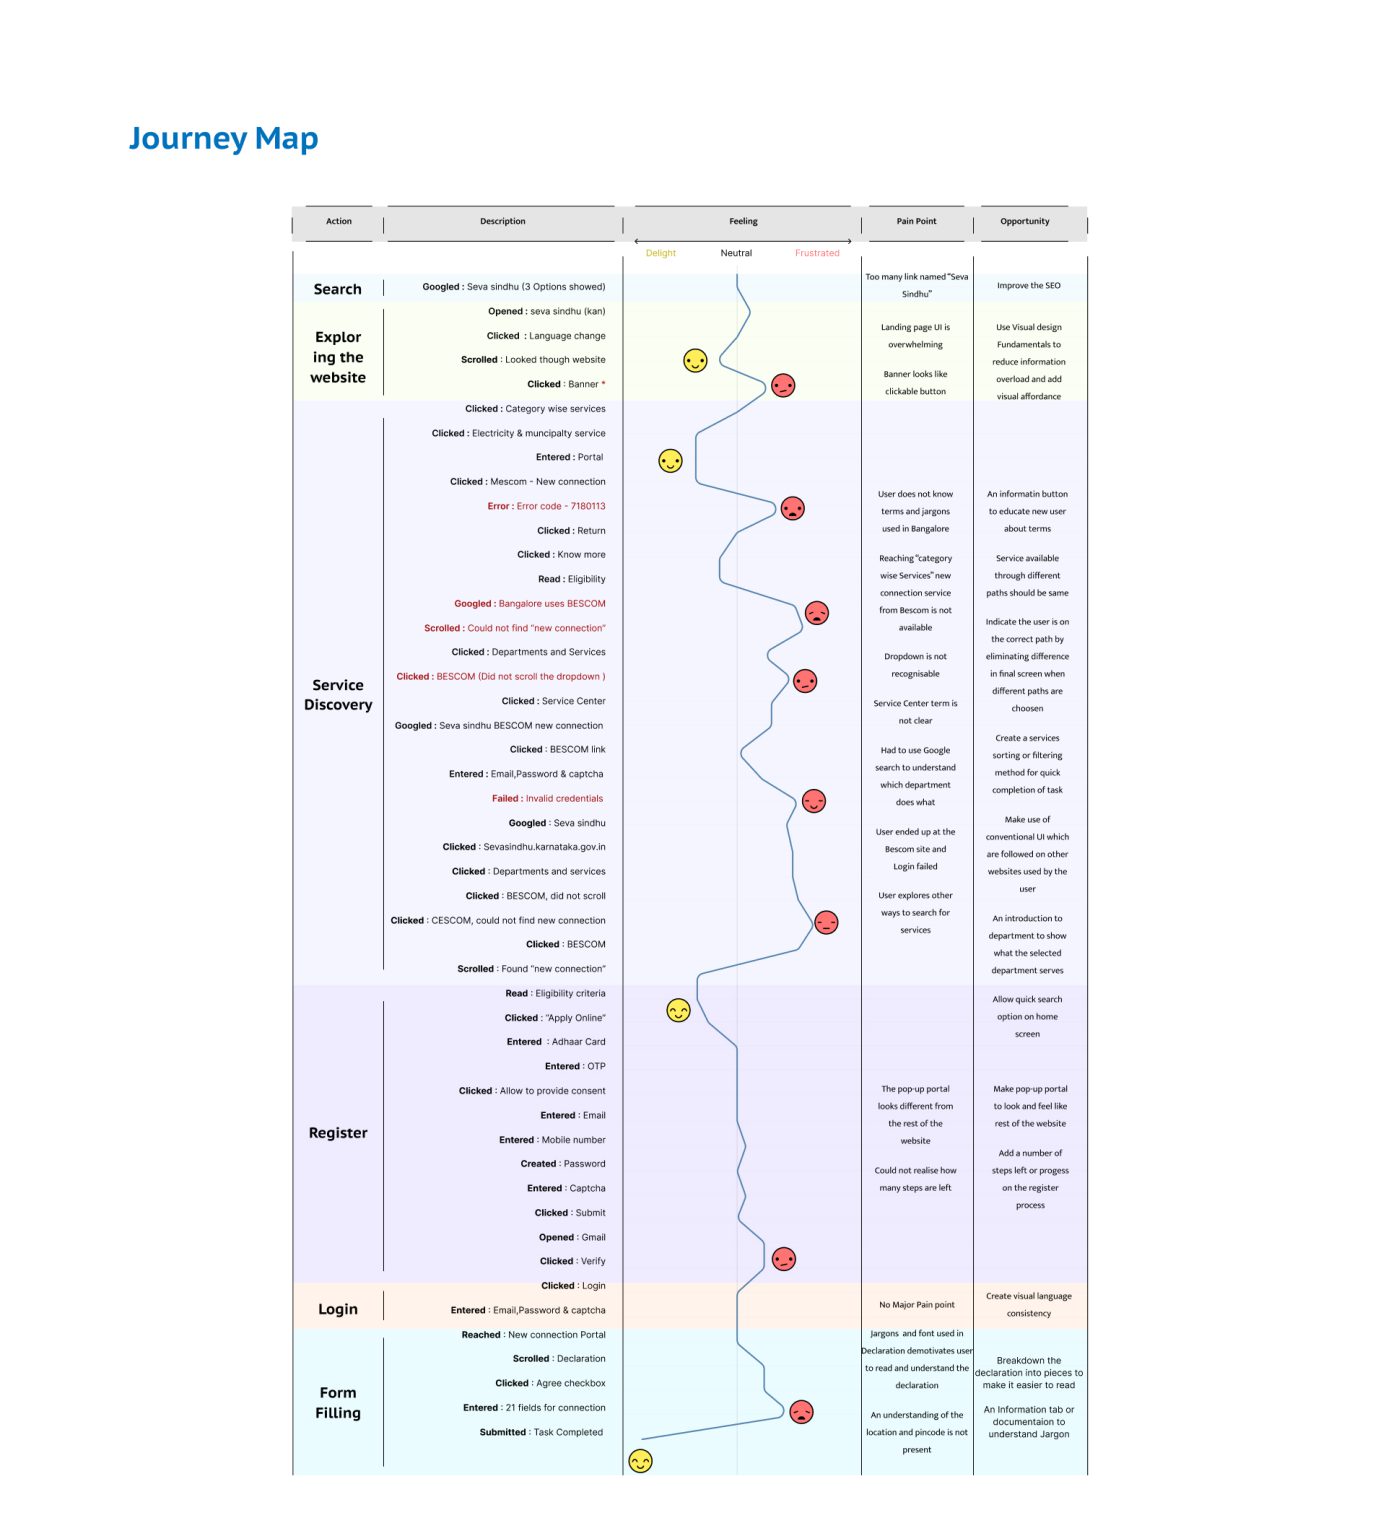 Journey Map
Action
Description
Feeling
Pain Point
Opportunity
Delight
Neutral
Frustrated
Search
Googled : Seva sindhu (3 Options showed)
Too many link named “Seva
Sindhu”
Improve the SEO
Explor
ing the
website
Opened : seva sindhu (kan)
Clicked : Language change
Scrolled : Looked though website
Clicked : Banner *
Landing page UI is
overwhelming
Banner looks like
clickable button
Use Visual design
Fundamentals to
reduce information
overload and add
visual affordance
Service
Discovery
Clicked : Category wise services
Clicked : Electricity & muncipalty service
Entered : Portal
Clicked : Mescom - New connection
Error : Error code - 7180113
Clicked : Return
Clicked : Know more
Read : Eligibility
Googled : Bangalore uses BESCOM
Scrolled : Could not find “new connection”
Clicked : Departments and Services
Clicked : BESCOM (Did not scroll the dropdown )
Clicked : Service Center
Googled : Seva sindhu BESCOM new connection
Clicked : BESCOM link
Entered : Email,Password & captcha
Failed : Invalid credentials
Googled : Seva sindhu
Clicked : Sevasindhu.karnataka.gov.in
Clicked : Departments and services
Clicked : BESCOM, did not scroll
Clicked : CESCOM, could not find new connection
Clicked : BESCOM
Scrolled : Found “new connection”
User does not know
terms and jargons
used in Bangalore
Reaching “category
wise Services” new
connection service
from Bescom is not
available
Dropdown is not
recognisable
Service Center term is
not clear
Had to use Google
search to understand
which department
does what
User ended up at the
Bescom site and
Login failed
User explores other
ways to search for
services
An informatin button
to educate new user
about terms
Service available
through different
paths should be same
Indicate the user is on
the correct path by
eliminating difference
in final screen when
different paths are
choosen
Create a services
sorting or filtering
method for quick
completion of task
Make use of
conventional UI which
are followed on other
websites used by the
user
An introduction to
department to show
what the selected
department serves
Allow quick search
option on home
screen
Register
Read : Eligibility criteria
Clicked : “Apply Online”
Entered : Adhaar Card
Entered : OTP
Clicked : Allow to provide consent
Entered : Email
Entered : Mobile number
Created : Password
Entered : Captcha
Clicked : Submit
Opened : Gmail
Clicked : Verify
The pop-up portal
looks different from
the rest of the
website
Could not realise how
many steps are left
Make pop-up portal
to look and feel like
rest of the website
Add a number of
steps left or progess
on the register
process
Login
Clicked : Login
Entered : Email,Password & captcha
No Major Pain point
Create visual language
consistency
Form
Filling
Reached : New connection Portal
Scrolled : Declaration
Clicked : Agree checkbox
Entered : 21 fields for connection
Submitted : Task Completed
Jargons and font used in
Declaration demotivates user
to read and understand the
declaration
An understanding of the
location and pincode is not
present
Breakdown the
declaration into pieces to
make it easier to read
An Information tab or
documentaion to
understand Jargon